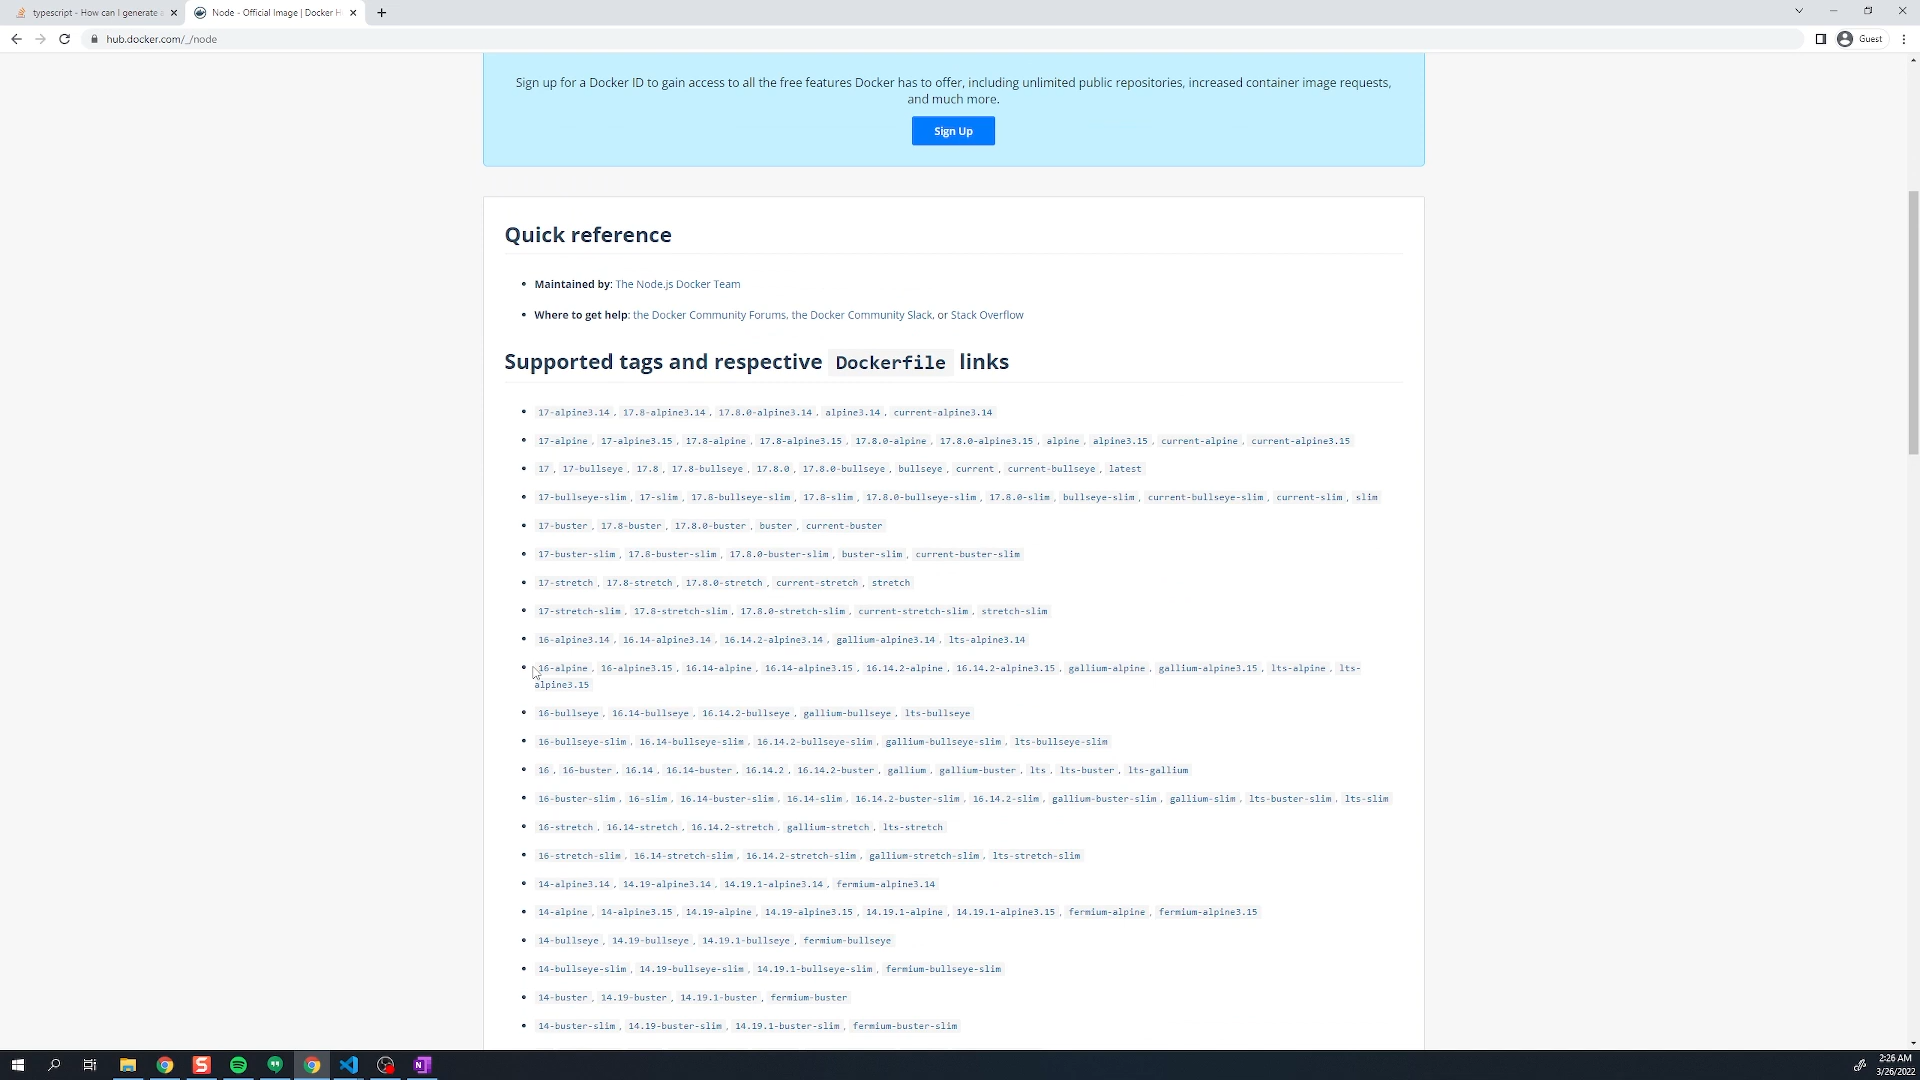 typescript - How can I generate a
Node - Official Image | Docker H
hub.docker.com/_/node
Guest
Sign up for a Docker ID to gain access to all the free features Docker has to offer, including unlimited public repositories, increased container image requests,
and much more.
Sign Up
Quick reference
• Maintained by: The Node.js Docker Team
• Where to get help: the Docker Community Forums, the Docker Community Slack, or Stack Overflow
Supported tags and respective Dockerfile links
• 17-alpine3.14, 17.8-alpine3.14, 17.8.0-alpine3.14, alpine3.14, current-alpine3.14
• 17-alpine, 17-alpine3.15, 17.8-alpine, 17.8-alpine3.15, 17.8.0-alpine, 17.8.0-alpine3.15, alpine, alpine3.15, current-alpine, current-alpine3.15
• 17, 17-bullseye, 17.8, 17.8-bullseye, 17.8.0, 17.8.0-bullseye, bullseye, current, current-bullseye, latest
• 17-bullseye-slim, 17-slim, 17.8-bullseye-slim, 17.8-slim, 17.8.0-bullseye-slim, 17.8.0-slim, bullseye-slim, current-bullseye-slim, current-slim, slim
• 17-buster, 17.8-buster, 17.8.0-buster, buster, current-buster
• 17-buster-slim, 17.8-buster-slim, 17.8.0-buster-slim, buster-slim, current-buster-slim
• 17-stretch, 17.8-stretch, 17.8.0-stretch, current-stretch, stretch
• 17-stretch-slim, 17.8-stretch-slim, 17.8.0-stretch-slim, current-stretch-slim, stretch-slim
• 16-alpine3.14, 16.14-alpine3.14, 16.14.2-alpine3.14, gallium-alpine3.14, lts-alpine3.14
• 16-alpine, 16-alpine3.15, 16.14-alpine, 16.14-alpine3.15, 16.14.2-alpine, 16.14.2-alpine3.15, gallium-alpine, gallium-alpine3.15, lts-alpine, lts-
alpine3.15
• 16-bullseye, 16.14-bullseye, 16.14.2-bullseye, gallium-bullseye, lts-bullseye
• 16-bullseye-slim, 16.14-bullseye-slim, 16.14.2-bullseye-slim, gallium-bullseye-slim, lts-bullseye-slim
• 16, 16-buster, 16.14, 16.14-buster, 16.14.2, 16.14.2-buster, gallium, gallium-buster, lts, lts-buster, lts-gallium
• 16-buster-slim, 16-slim, 16.14-buster-slim, 16.14-slim, 16.14.2-buster-slim, 16.14.2-slim, gallium-buster-slim, gallium-slim, lts-buster-slim, lts-slim
• 16-stretch, 16.14-stretch, 16.14.2-stretch, gallium-stretch, lts-stretch
• 16-stretch-slim, 16.14-stretch-slim, 16.14.2-stretch-slim, gallium-stretch-slim, lts-stretch-slim
• 14-alpine3.14, 14.19-alpine3.14, 14.19.1-alpine3.14, fermium-alpine3.14
• 14-alpine, 14-alpine3.15, 14.19-alpine, 14.19-alpine3.15, 14.19.1-alpine, 14.19.1-alpine3.15, fermium-alpine, fermium-alpine3.15
• 14-bullseye, 14.19-bullseye, 14.19.1-bullseye, fermium-bullseye
• 14-bullseye-slim, 14.19-bullseye-slim, 14.19.1-bullseye-slim, fermium-bullseye-slim
• 14-buster, 14.19-buster, 14.19.1-buster, fermium-buster
• 14-buster-slim, 14.19-buster-slim, 14.19.1-buster-slim, fermium-buster-slim
2:26 AM
3/26/2022